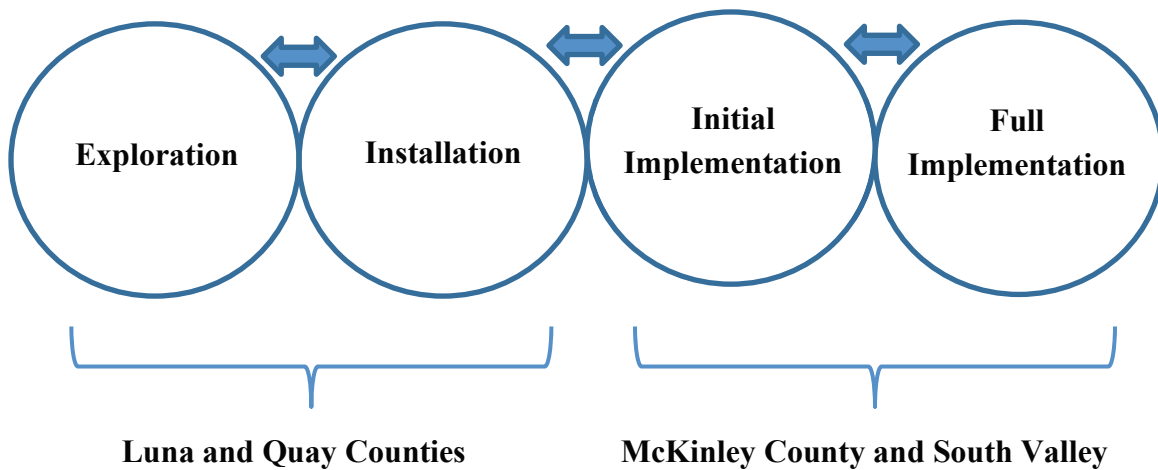 Exploration
Installation
Initial
Implementation
Full
Implementation
Luna and Quay Counties
McKinley County and South Valley